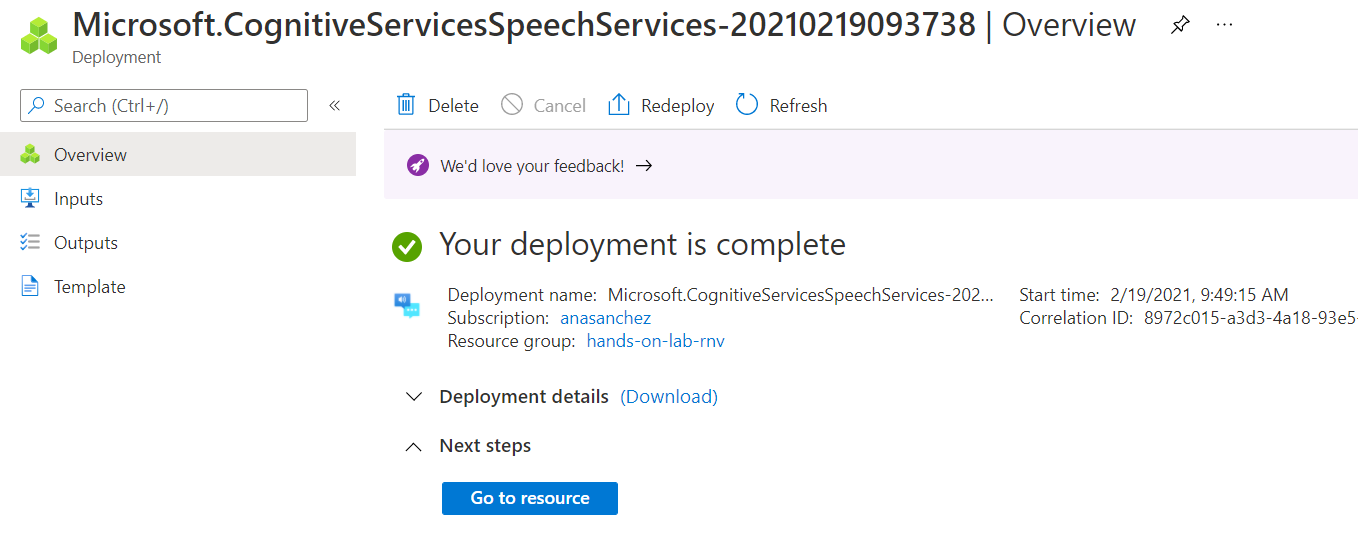 Microsoft.CognitiveServicesSpeechServices-20210219093738 | Overview
Deployment
Search (Ctrl+/)
«
Delete
Cancel
Redeploy
Refresh
Overview
Inputs
Outputs
Template
We'd love your feedback! →
Your deployment is complete
Deployment name: Microsoft.CognitiveServicesSpeechServices-202...
Subscription: anasanchez
Resource group: hands-on-lab-rnv
Start time: 2/19/2021, 9:49:15 AM
Correlation ID: 8972c015-a3d3-4a18-93e5-
Deployment details (Download)
Next steps
Go to resource